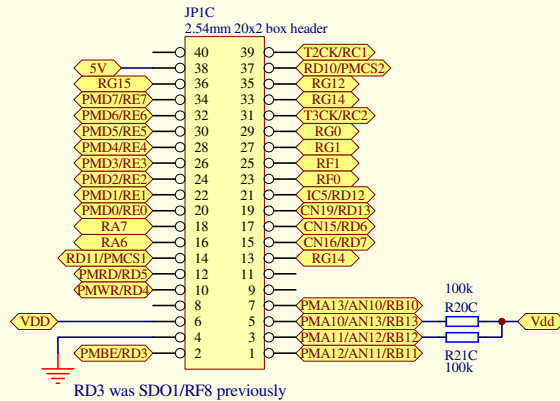 JP1C
2.54mm 20x2 box header
40 39 T2CK/RC1
5V 38 37 RD10/PMCS2
RG15 36 35 RG12
PMD7/RE7 34 33 RG14
PMD6/RE6 32 31 T3CK/RC2
PMD5/RE5 30 29 RG0
PMD4/RE4 28 27 RG1
PMD3/RE3 26 25 RF1
PMD2/RE2 24 23 RF0
PMD1/RE1 22 21 IC5/RD12
PMD0/RE0 20 19 CN19/RD13
RA7 18 17 CN15/RD6
RA6 16 15 CN16/RD7
RD11/PMCS1 14 13 RG14
PMRD/RD5 12 11
PMWR/RD4 10 9
100k
8 7 PMA13/AN10/RB10
R20C
VDD 6 5 PMA10/AN13/RB13 Vdd
4 3 PMA11/AN12/RB12
PMBE/RD3 2 1 PMA12/AN11/RB11
R21C
100k
RD3 was SDO1/RF8 previously